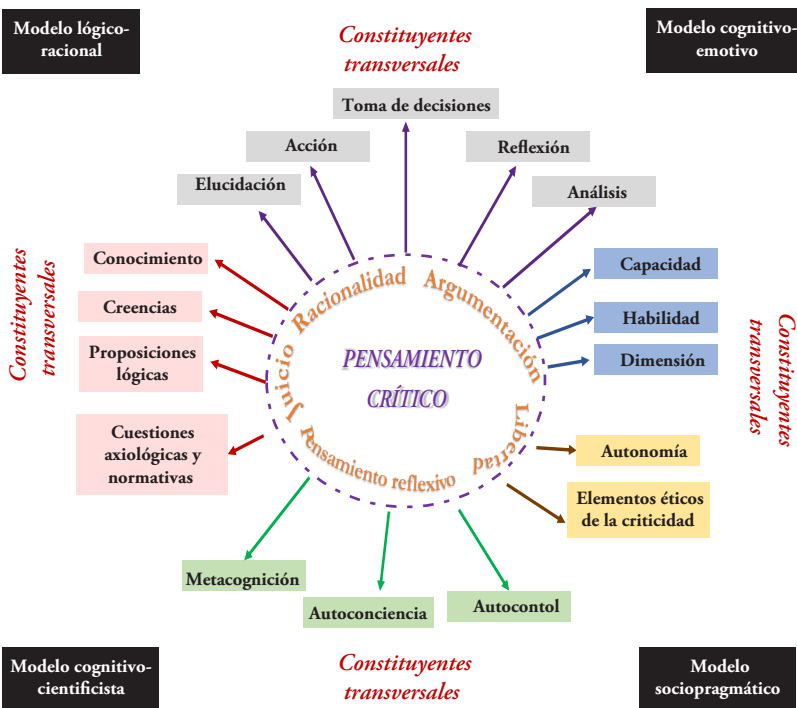 Modelo lógico-
racional
Constituyentes
transversales
Modelo cognitivo-
emotivo
Toma de decisiones
Acción
Reflexión
Elucidación
Análisis
Conocimiento
Creencias
Proposiciones
lógicas
Cuestiones
axiológicas y
normativas
Constituyentes
transversales
Racionalidad
Argumentación
Juicio
Libertad
Pensamiento reflexivo
PENSAMIENTO
CRÍTICO
Capacidad
Habilidad
Dimensión
Constituyentes
transversales
Autonomía
Elementos éticos
de la criticidad
Metacognición
Autoconciencia
Autocontol
Modelo cognitivo-
cientificista
Constituyentes
transversales
Modelo
sociopragmático